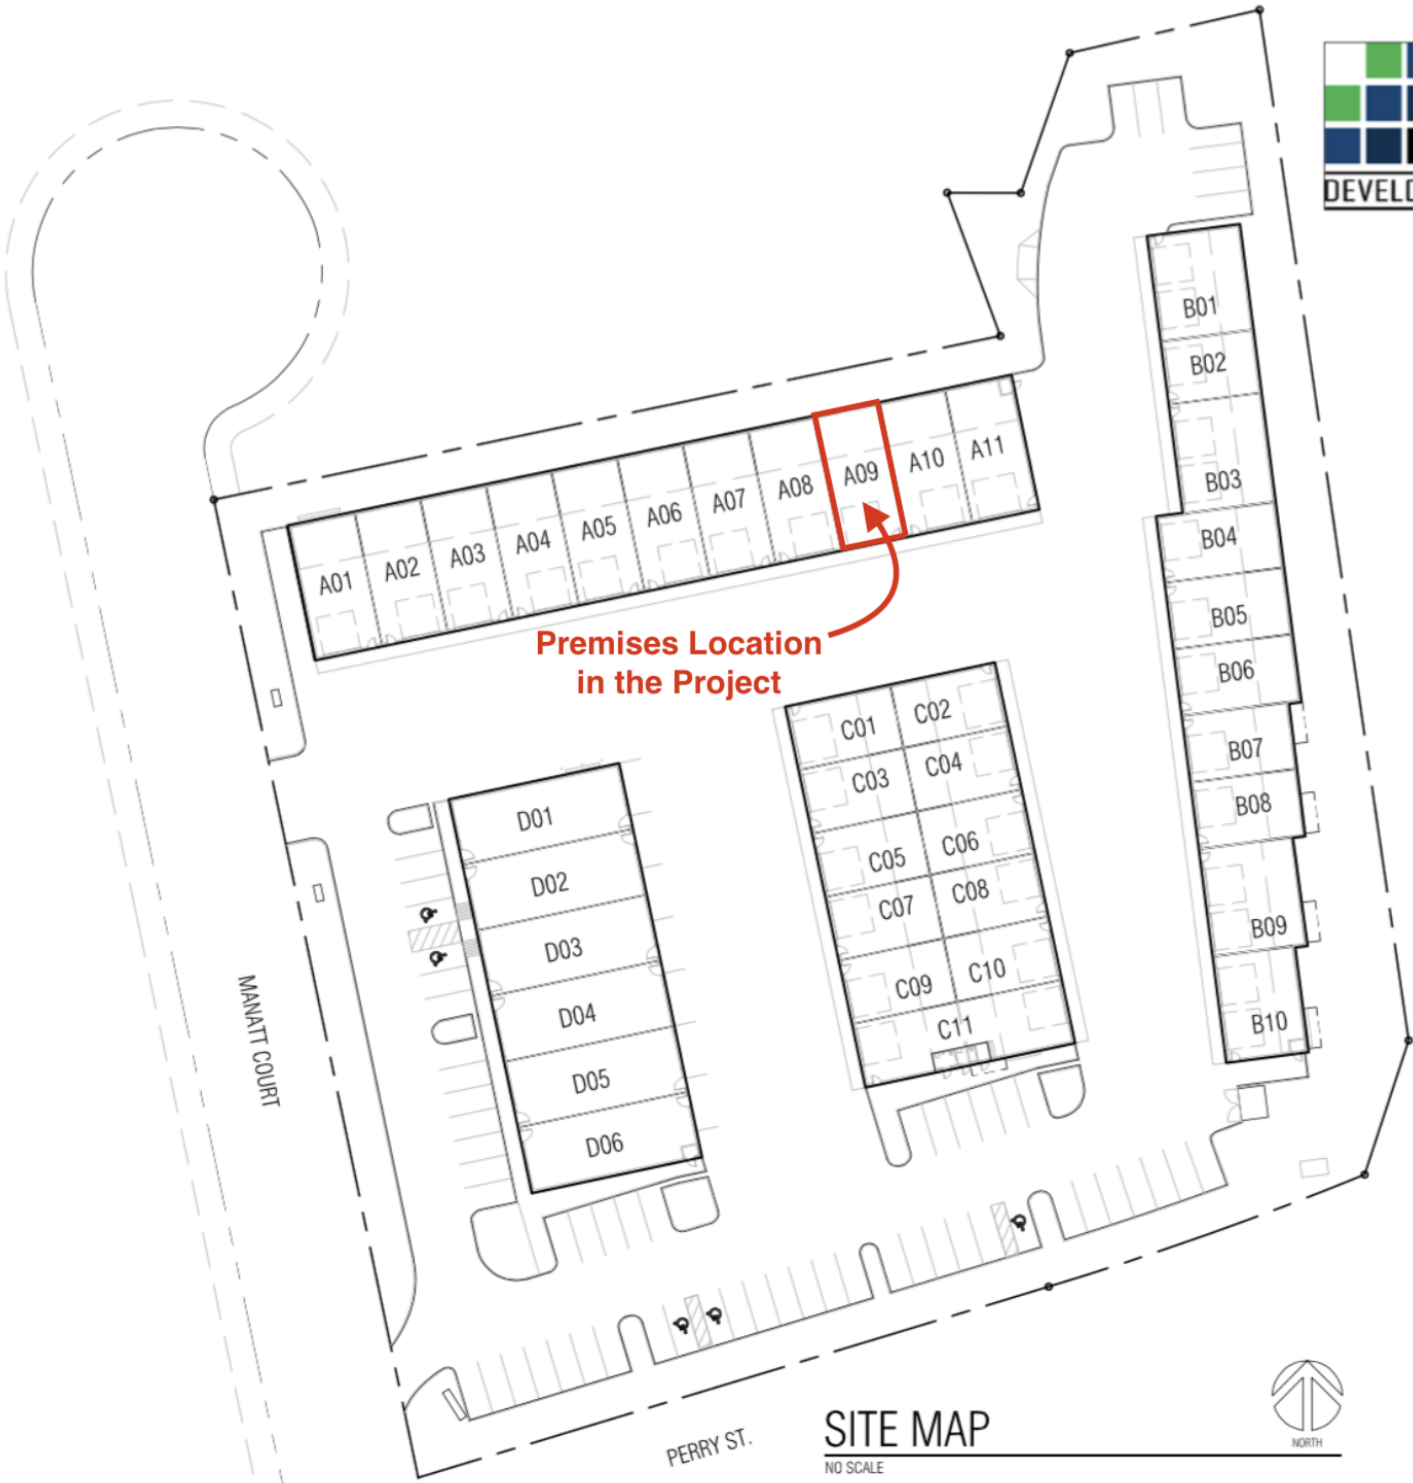 DEVELO
B01
B02
B03
B04
B05
B06
B07
B08
B09
B10
A01
A02
A03
A04
A05
A06
A07
A08
A09
A10
A11
Premises Location
in the Project
C01
C02
C03
C04
C05
C06
C07
C08
C09
C10
C11
D01
D02
D03
D04
D05
D06
MANATT COURT
PERRY ST.
SITE MAP
NO SCALE
NORTH